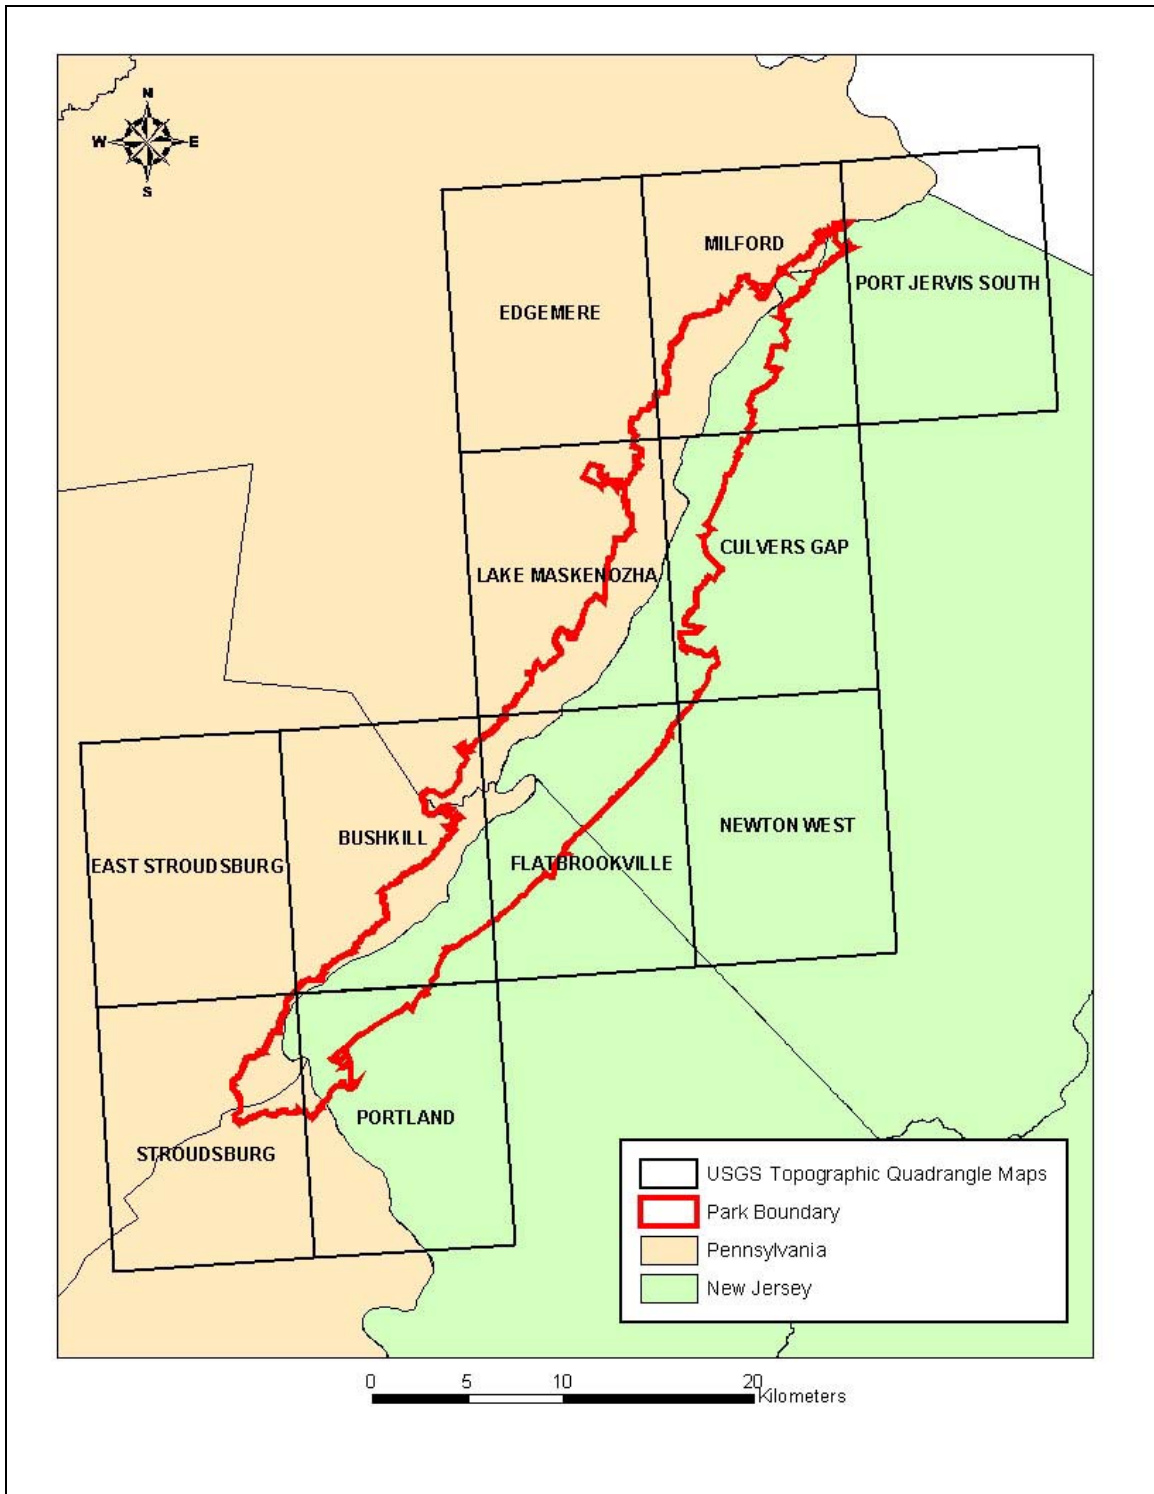 N
W E
S
MILFORD
PORT JERVIS SOUTH
EDGEMERE
CULVERS GAP
LAKE MASKENOZHA
NEWTON WEST
BUSHKILL
EAST STROUDSBURG
FLATBROOKVILLE
PORTLAND
STROUDSBURG
USGS Topographic Quadrangle Maps
Park Boundary
Pennsylvania
New Jersey
0 5 10 20
Kilometers